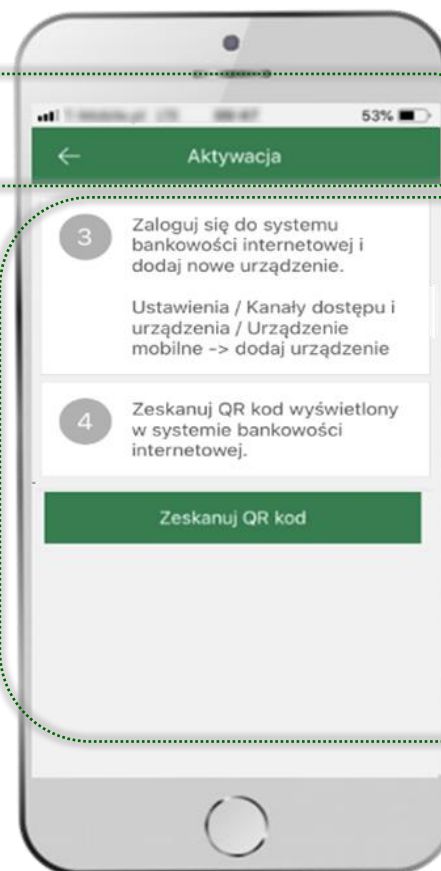 53%
Aktywacja
3
Zaloguj się do systemu
bankowości internetowej i
dodaj nowe urządzenie.
Ustawienia / Kanały dostępu i
urządzenia / Urządzenie
mobilne -> dodaj urządzenie
4
Zeskanuj QR kod wyświetlony
w systemie bankowości
internetowej.
Zeskanuj QR kod